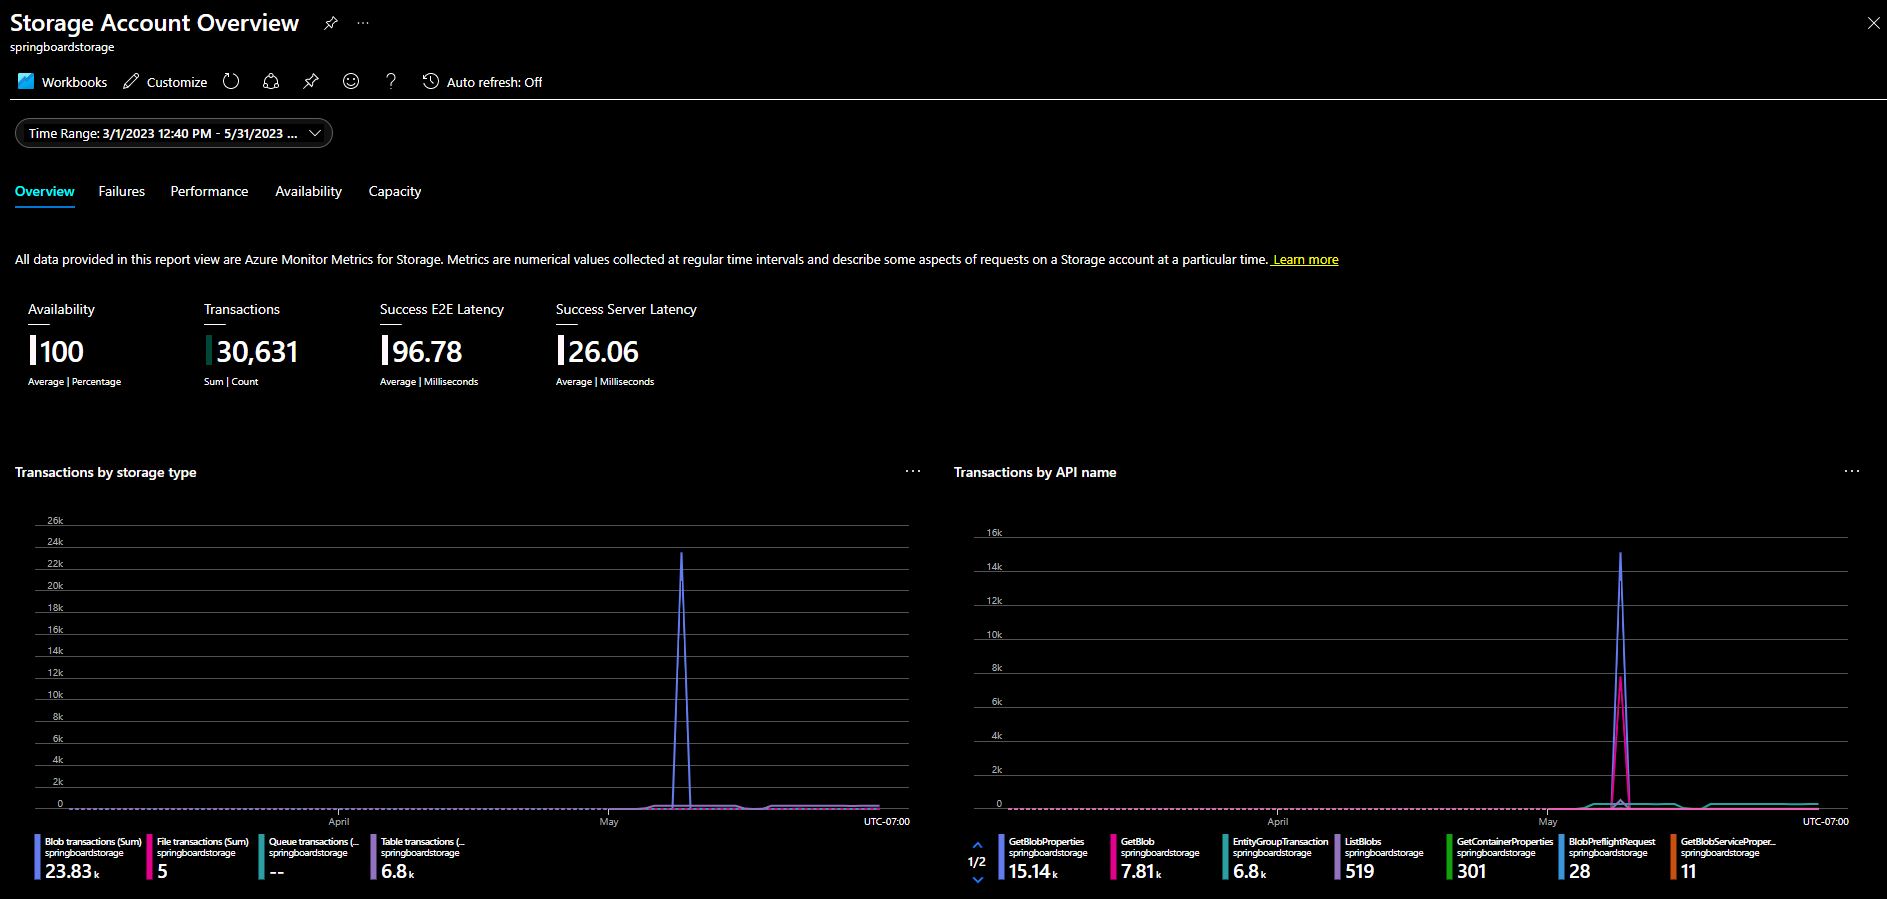 Storage Account Overview
springboardstorage
Workbooks Customize ? Auto refresh: Off
Time Range: 3/1/2023 12:40 PM - 5/31/2023 ...
Overview Failures Performance Availability Capacity
All data provided in this report view are Azure Monitor Metrics for Storage. Metrics are numerical values collected at regular time intervals and describe some aspects of requests on a Storage account at a particular time. Learn more
Availability Transactions Success E2E Latency Success Server Latency
100 30,631 96.78 26.06
Average | Percentage Sum | Count Average | Milliseconds Average | Milliseconds
Transactions by storage type
26k
24k
22k
20k
18k
16k
14k
12k
10k
8k
6k
4k
2k
0
April May UTC-07:00
Blob transactions (Sum) File transactions (Sum) Queue transactions (... Table transactions (...
springboardstorage springboardstorage springboardstorage springboardstorage
23.83 k 5 -- 6.8 k
Transactions by API name
16k
14k
12k
10k
8k
6k
4k
2k
0
April May UTC-07:00
1/2
GetBlobProperties GetBlob EntityGroupTransaction ListBlobs GetContainerProperties BlobPreflightRequest GetBlobServiceProper...
springboardstorage springboardstorage springboardstorage springboardstorage springboardstorage springboardstorage springboardstorage
15.14 k 7.81 k 6.8 k 519 301 28 11